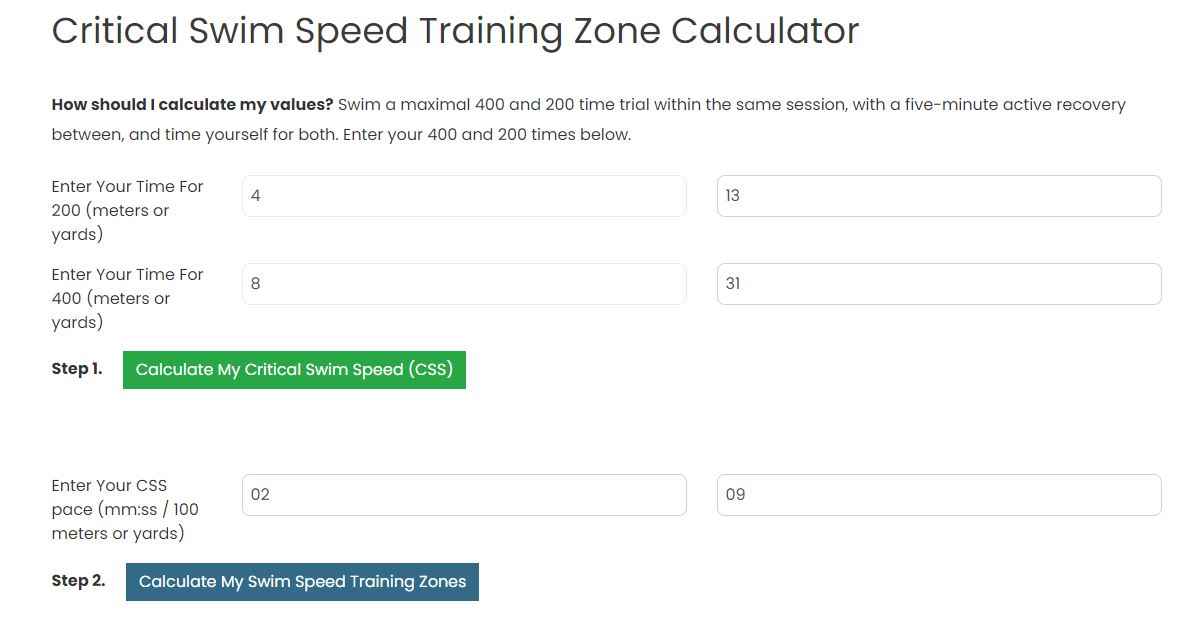 Critical Swim Speed Training Zone Calculator
How should I calculate my values? Swim a maximal 400 and 200 time trial within the same session, with a five-minute active recovery
between, and time yourself for both. Enter your 400 and 200 times below.
Enter Your Time For
200 (meters or
yards)
4
13
Enter Your Time For
400 (meters or
yards)
8
31
Step 1.
Calculate My Critical Swim Speed (CSS)
Enter Your CSS
pace (mm:ss / 100
meters or yards)
02
09
Step 2.
Calculate My Swim Speed Training Zones